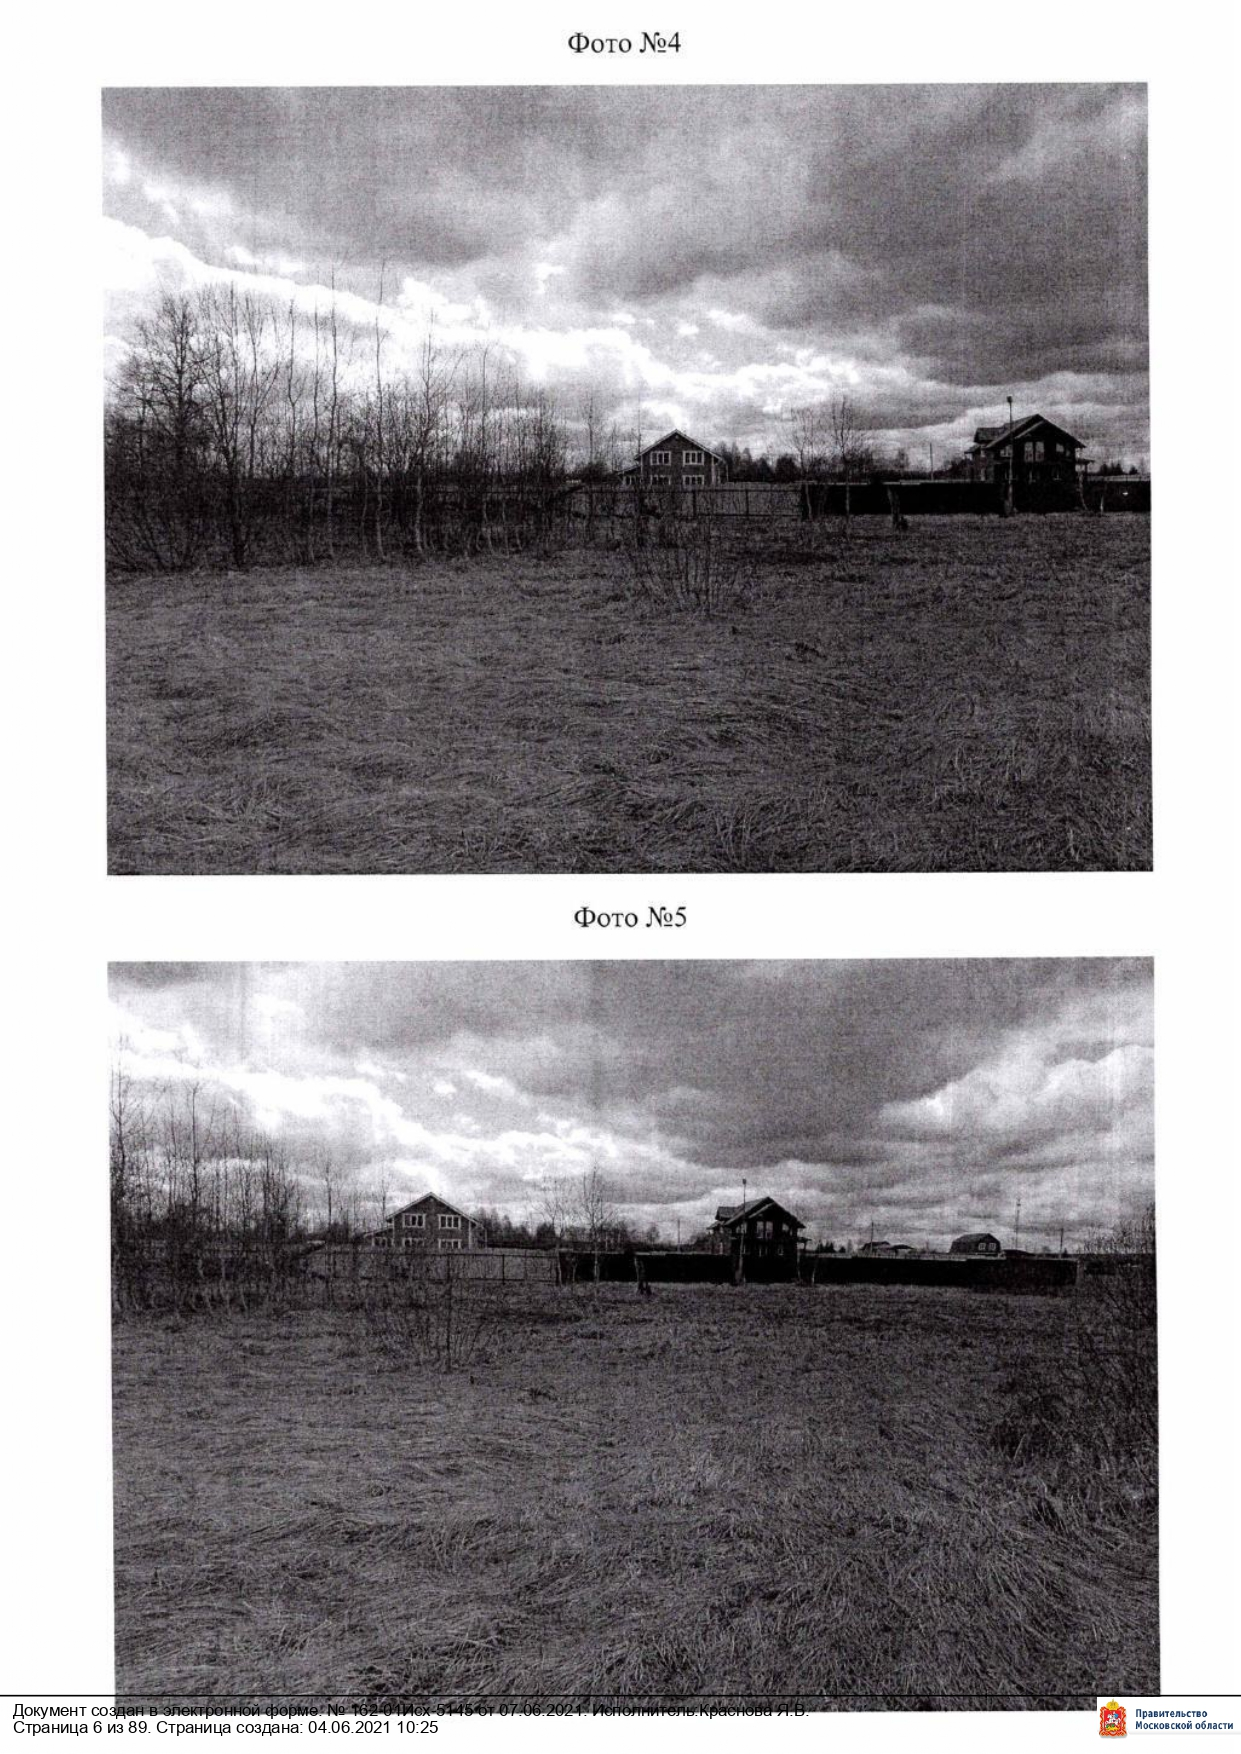 Фото №4
Фото №5
Документ создан в электронной форме. № 162-01Исх-5145 от 07.06.2021. Исполнитель:Краснова Я.В.
Страница 6 из 89. Страница создана: 04.06.2021 10:25
Правительство
Московской области